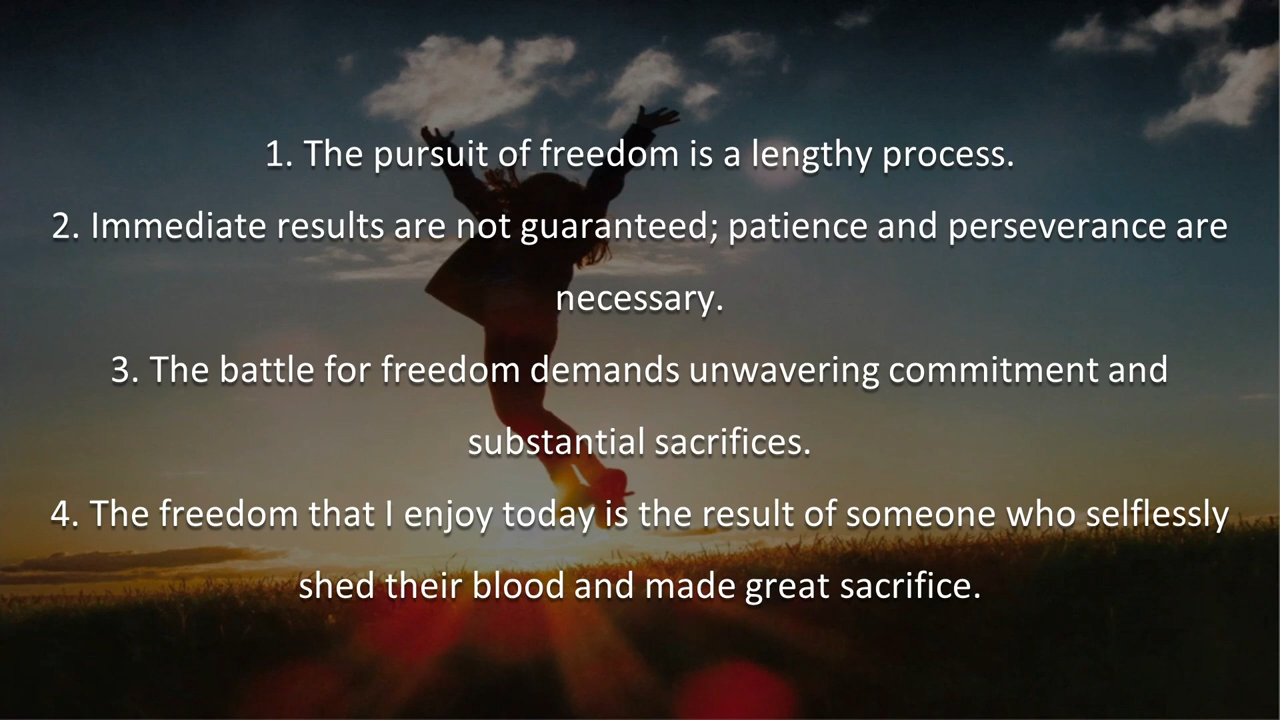 1. The pursuit of freedom is a lengthy process.
2. Immediate results are not guaranteed; patience and perseverance are
necessary.
3. The battle for freedom demands unwavering commitment and
substantial sacrifices.
4. The freedom that I enjoy today is the result of someone who selflessly
shed their blood and made great sacrifice.